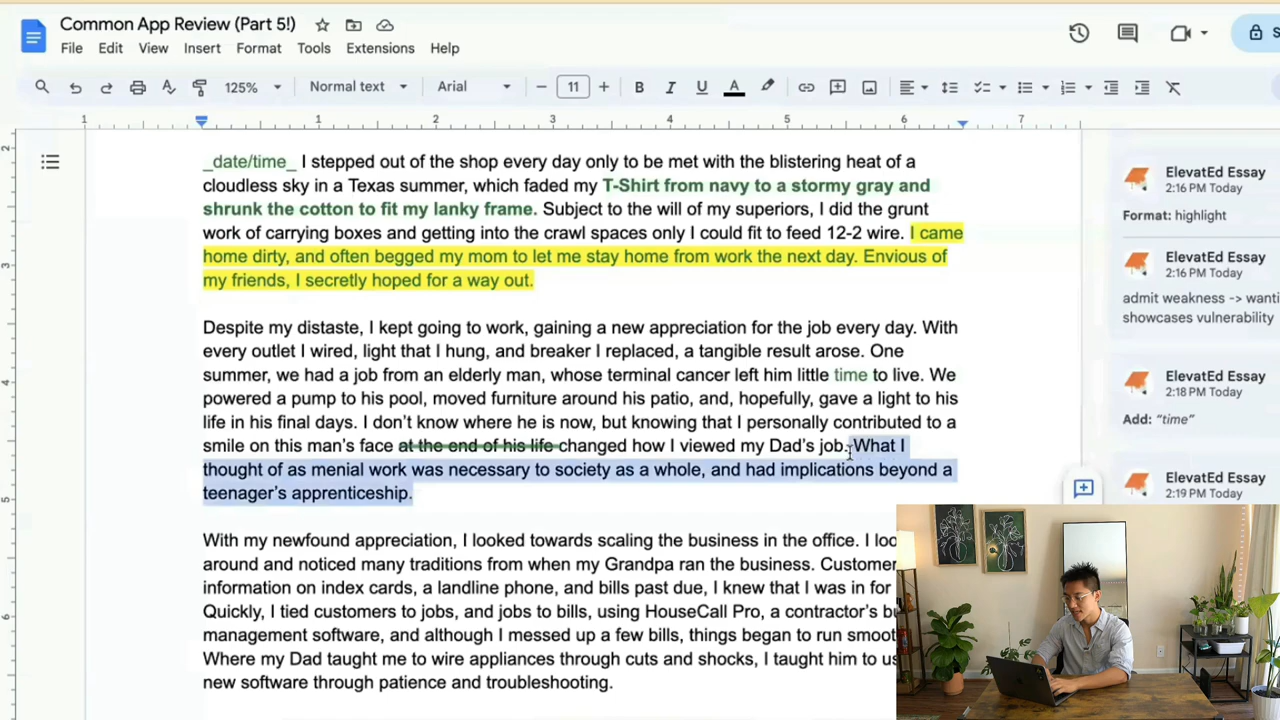 Common App Review (Part 5!)
File Edit View Insert Format Tools Extensions Help
125% Normal text Arial 11 B I U A
1 1 2 3 4 5 6 7
2
3
4
5
6
_date/time_ I stepped out of the shop every day only to be met with the blistering heat of a
cloudless sky in a Texas summer, which faded my T-Shirt from navy to a stormy gray and
shrunk the cotton to fit my lanky frame. Subject to the will of my superiors, I did the grunt
work of carrying boxes and getting into the crawl spaces only I could fit to feed 12-2 wire. I came
home dirty, and often begged my mom to let me stay home from work the next day. Envious of
my friends, I secretly hoped for a way out.
Despite my distaste, I kept going to work, gaining a new appreciation for the job every day. With
every outlet I wired, light that I hung, and breaker I replaced, a tangible result arose. One
summer, we had a job from an elderly man, whose terminal cancer left him little time to live. We
powered a pump to his pool, moved furniture around his patio, and, hopefully, gave a light to his
life in his final days. I don't know where he is now, but knowing that I personally contributed to a
smile on this man's face at the end of his life changed how I viewed my Dad's job. What I
thought of as menial work was necessary to society as a whole, and had implications beyond a
teenager's apprenticeship.
With my newfound appreciation, I looked towards scaling the business in the office. I loo
around and noticed many traditions from when my Grandpa ran the business. Customer
information on index cards, a landline phone, and bills past due, I knew that I was in for
Quickly, I tied customers to jobs, and jobs to bills, using HouseCall Pro, a contractor's bu
management software, and although I messed up a few bills, things began to run smoot
Where my Dad taught me to wire appliances through cuts and shocks, I taught him to us
new software through patience and troubleshooting.
ElevatEd Essay
2:16 PM Today
Format: highlight
ElevatEd Essay
2:16 PM Today
admit weakness -> wanti
showcases vulnerability
ElevatEd Essay
2:18 PM Today
Add: "time"
ElevatEd Essay
2:19 PM Today